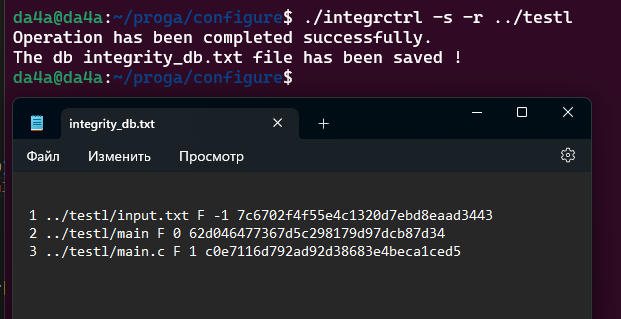 da4a@da4a:~/proga/configure$ ./integrctrl -s -r ../testl
Operation has been completed successfully.
The db integrity_db.txt file has been saved !
da4a@da4a:~/proga/configure$
integrity_db.txt
Файл Изменить Просмотр
1 ../testl/input.txt F -1 7c6702f4f55e4c1320d7ebd8eaad3443
2 ../testl/main F 0 62d046477367d5c298179d97dcb87d34
3 ../testl/main.c F 1 c0e7116d792ad92d38683e4beca1ced5